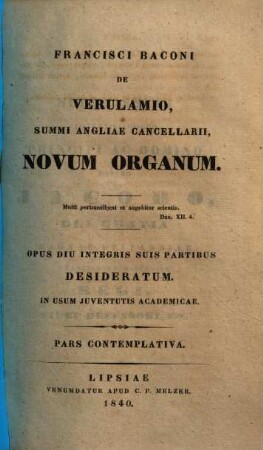 FRANCISCI BACONI
DE
VERULAMIO,
SUMMI ANGLIAE CANCELLARII,
NOVUM ORGANUM.
Multi pertransibunt et augebitur scientia.
Dan. XII. 4.
OPUS DIU INTEGRIS SUIS PARTIBUS
DESIDERATUM.
IN USUM JUVENTUTIS ACADEMICAE.
PARS CONTEMPLATIVA.
LIPSIAE
VENUMDATUR APUD C. P. MELZER.
1840.